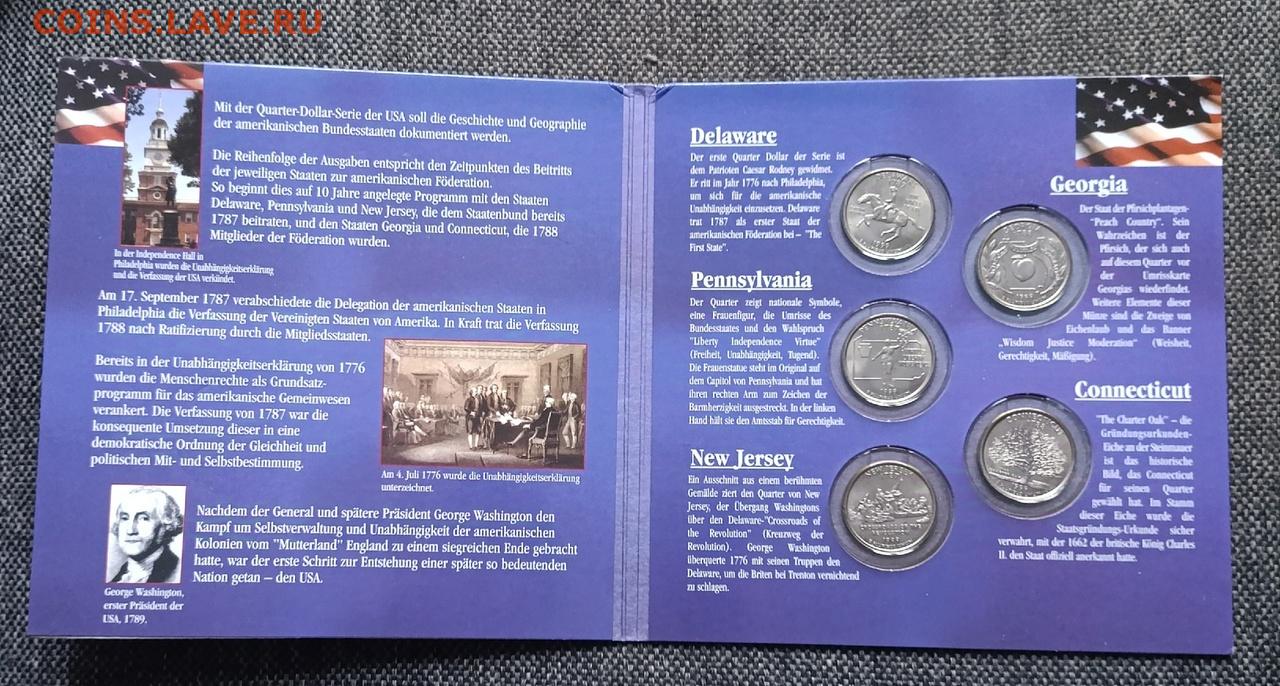 COINS.LAVE.RU
Mit der Quarter-Dollar-Serie der USA soll die Geschichte und Geographie
der amerikanischen Bundesstaaten dokumentiert werden.
Die Reihenfolge der Ausgaben entspricht den Zeitpunkten des Beitritts
der jeweiligen Staaten zur amerikanischen Föderation.
So beginnt dies auf 10 Jahre angelegte Programm mit den Staaten
Delaware, Pennsylvania und New Jersey, die dem Staatenbund bereits
1787 beitraten, und den Staaten Georgia und Connecticut, die 1788
Mitglieder der Föderation wurden.
In der Independence Hall in
Philadelphia wurden die Unabhängigkeitserklärung
und die Verfassung der USA verkündet.
Am 17. September 1787 verabschiedete die Delegation der amerikanischen Staaten in
Philadelphia die Verfassung der Vereinigten Staaten von Amerika. In Kraft trat die Verfassung
1788 nach Ratifizierung durch die Mitgliedsstaaten.
Bereits in der Unabhängigkeitserklärung von 1776
wurden die Menschenrechte als Grundsatz-
programm für das amerikanische Gemeinwesen
verankert. Die Verfassung von 1787 war die
konsequente Umsetzung dieser in eine
demokratische Ordnung der Gleichheit und
politischen Mit- und Selbstbestimmung.
Am 4. Juli 1776 wurde die Unabhängigkeitserklärung
unterzeichnet.
Nachdem der General und spätere Präsident George Washington den
Kampf um Selbstverwaltung und Unabhängigkeit der amerikanischen
Kolonien vom "Mutterland" England zu einem siegreichen Ende gebracht
hatte, war der erste Schritt zur Entstehung einer später so bedeutenden
Nation getan – den USA.
George Washington,
erster Präsident der
USA, 1789.
Delaware
Der erste Quarter Dollar der Serie ist
dem Patrioten Caesar Rodney gewidmet.
Er ritt im Jahr 1776 nach Philadelphia,
um sich für die amerikanische
Unabhängigkeit einzusetzen. Delaware
trat 1787 als erster Staat der
amerikanischen Föderation bei – "The
First State".
Pennsylvania
Der Quarter zeigt nationale Symbole,
eine Frauenfigur, die Umrisse des
Bundesstaates und den Wahlspruch
"Liberty Independence Virtue"
(Freiheit, Unabhängigkeit, Tugend).
Die Frauenstatue steht im Original auf
dem Capitol von Pennsylvania und hat
ihren rechten Arm zum Zeichen der
Barmherzigkeit ausgestreckt. In der linken
Hand hält sie den Amtsstab für Gerechtigkeit.
New Jersey
Ein Ausschnitt aus einem berühmten
Gemälde ziert den Quarter von New
Jersey, der Übergang Washingtons
über den Delaware-"Crossroads of
the Revolution" (Kreuzweg der
Revolution). George Washington
überquerte 1776 mit seinen Truppen den
Delaware, um die Briten bei Trenton vernichtend
zu schlagen.
Georgia
Der Staat der Pfirsichplantagen-
"Peach Country". Sein
Wahrzeichen ist der
Pfirsich, der sich auch
auf diesem Quarter vor
der Umrisskarte
Georgias wiederfindet.
Weitere Elemente dieser
Münze sind die Zweige von
Eichenlaub und das Banner
„Wisdom Justice Moderation" (Weisheit,
Gerechtigkeit, Mäßigung).
Connecticut
"The Charter Oak" – die
Gründungsurkunden-
Eiche an der Steinmauer
ist das historische
Bild, das Connecticut
für seinen Quarter
gewählt hat. Im Stamm
dieser Eiche wurde die
Staatsgründungs-Urkunde sicher
verwahrt, mit der 1662 der britische König Charles
II. den Staat offiziell anerkannt hatte.